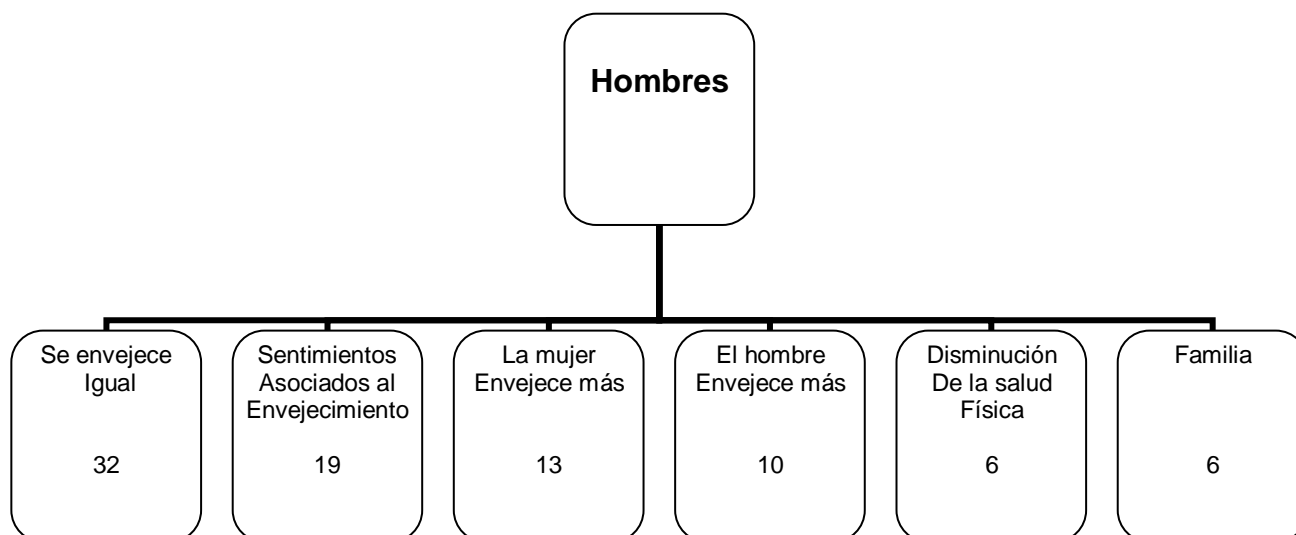 Hombres
Se envejece
Igual
32
Sentimientos
Asociados al
Envejecimiento
19
La mujer
Envejece más
13
El hombre
Envejece más
10
Disminución
De la salud
Física
6
Familia
6